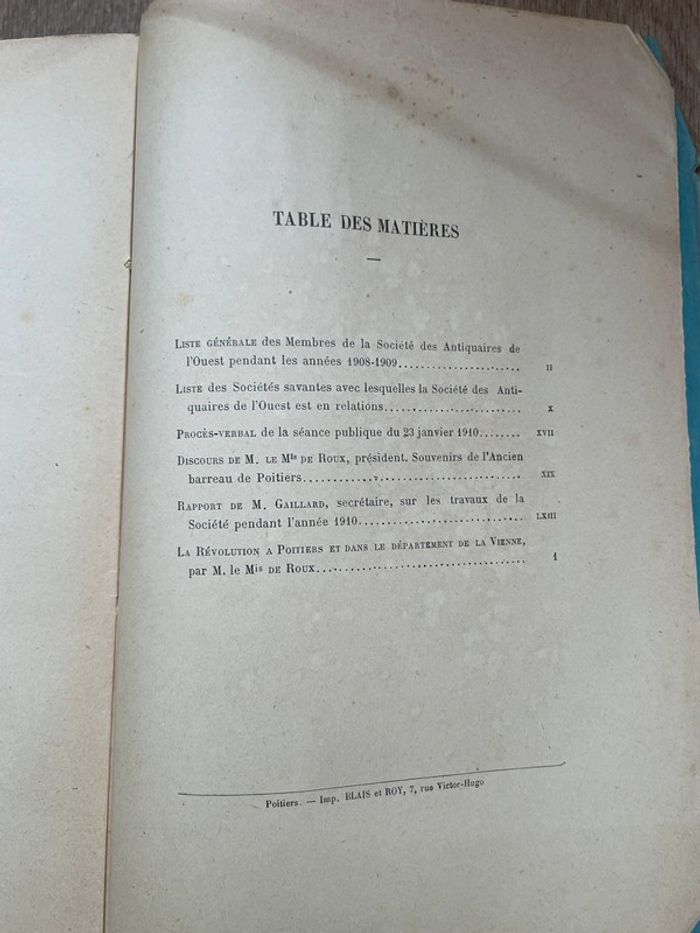 TABLE DES MATIÈRES
LISTE GÉNÉRALE des Membres de la Société des Antiquaires de
l'Ouest pendant les années 1908-1909........................ II
LISTE des Sociétés savantes avec lesquelles la Société des Anti-
quaires de l'Ouest est en relations........................ X
PROCÈS-VERBAL de la séance publique du 23 janvier 1910........ XVII
DISCOURS DE M. LE Mis DE ROUX, président. Souvenirs de l'Ancien
barreau de Poitiers.................................... XIX
RAPPORT DE M. GAILLARD, secrétaire, sur les travaux de la
Société pendant l'année 1910............................ LXIII
LA RÉVOLUTION A POITIERS ET DANS LE DÉPARTEMENT DE LA VIENNE,
par M. le Mis DE ROUX.................................. 1
Poitiers. — Imp. BLAIS et ROY, 7, rue Victor-Hugo